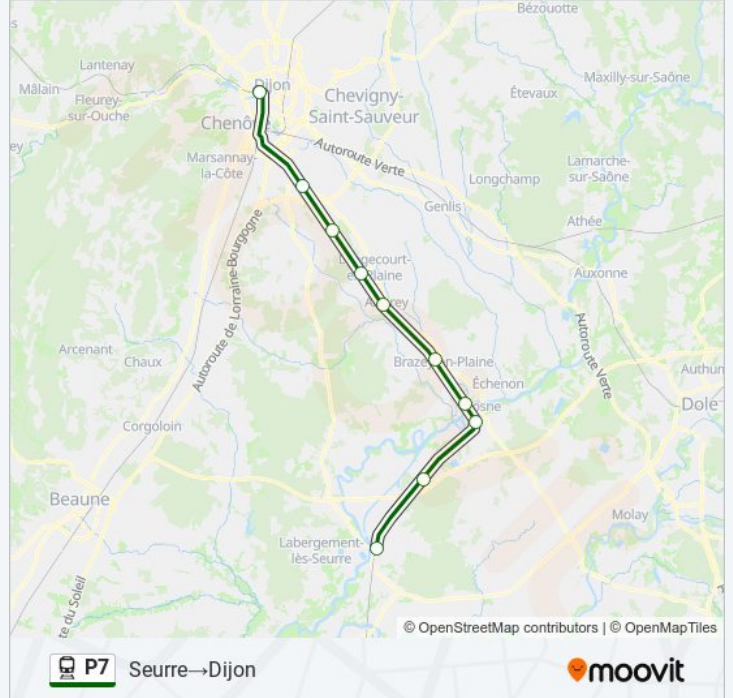 Bézouotte
Lantenay
Mâlain
Fleurey-
sur-Ouche
Dijon
Chevigny-
Saint-Sauveur
Maxilly-sur-Saône
Étevaux
Marsannay-
la-Côte
Autoroute Verte
Longchamp
Lamarche-
sur-Saône
Genlis
Athée
Autoroute de Lorraine-Bourgogne
Auxonne
Autoroute Verte
Arcenant
Chaux
Échenon
Dole
Corgoloin
Beaune
Molay
Labergement-
lès-Seurre
© OpenStreetMap contributors | © OpenMapTiles
P7 Seurre→Dijon
moovit